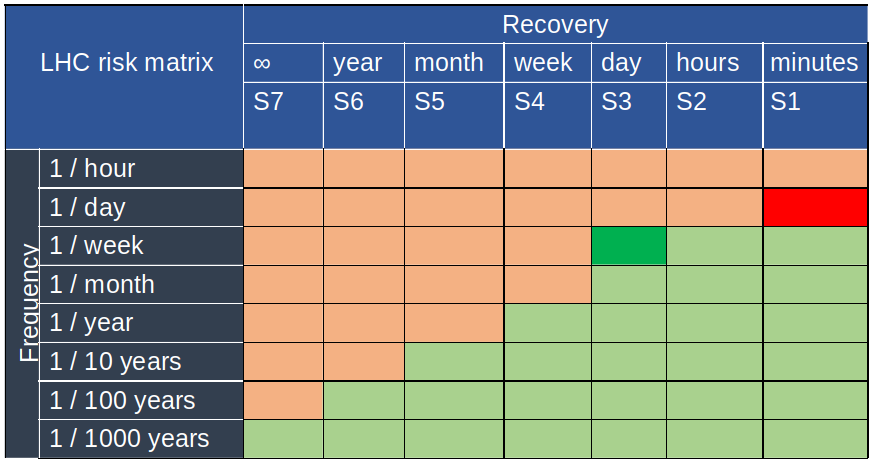 Recovery
LHC risk matrix
∞ year month week day hours minutes
S7 S6 S5 S4 S3 S2 S1
Frequency
1 / hour
1 / day
1 / week
1 / month
1 / year
1 / 10 years
1 / 100 years
1 / 1000 years